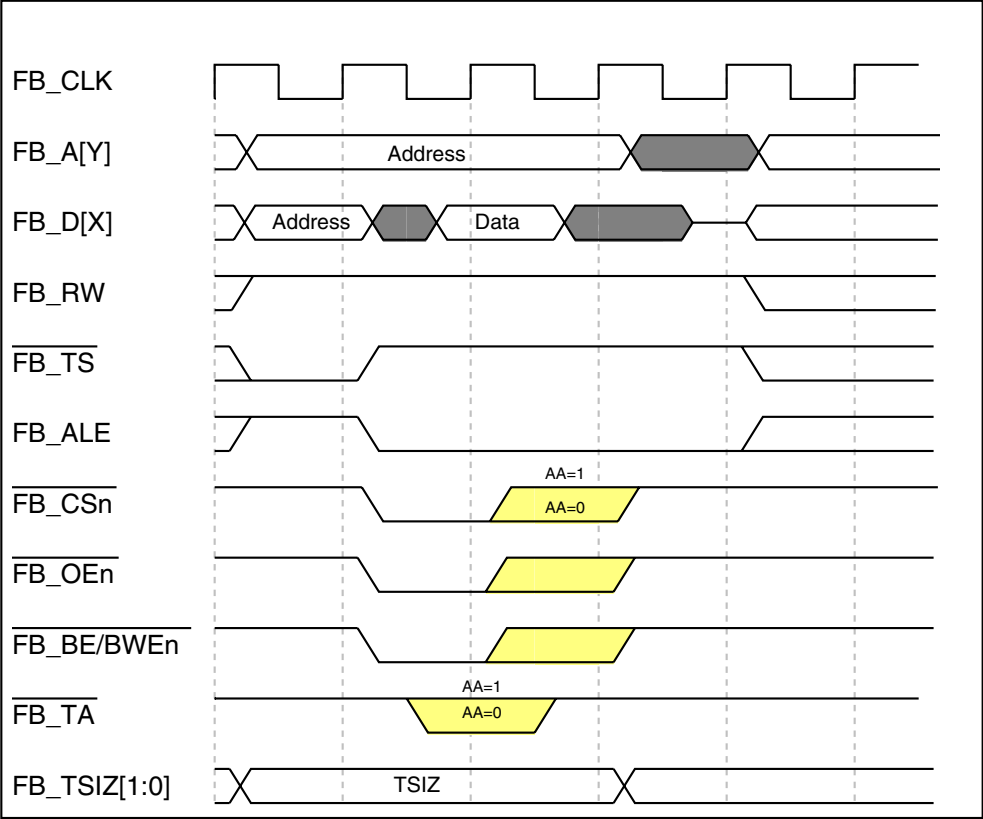 FB_CLK
FB_A[Y] Address
FB_D[X] Address Data
FB_RW
FB_TS
FB_ALE
AA=1
FB_CSn AA=0
FB_OEn
FB_BE/BWEn
AA=1
FB_TA AA=0
FB_TSIZ[1:0] TSIZ